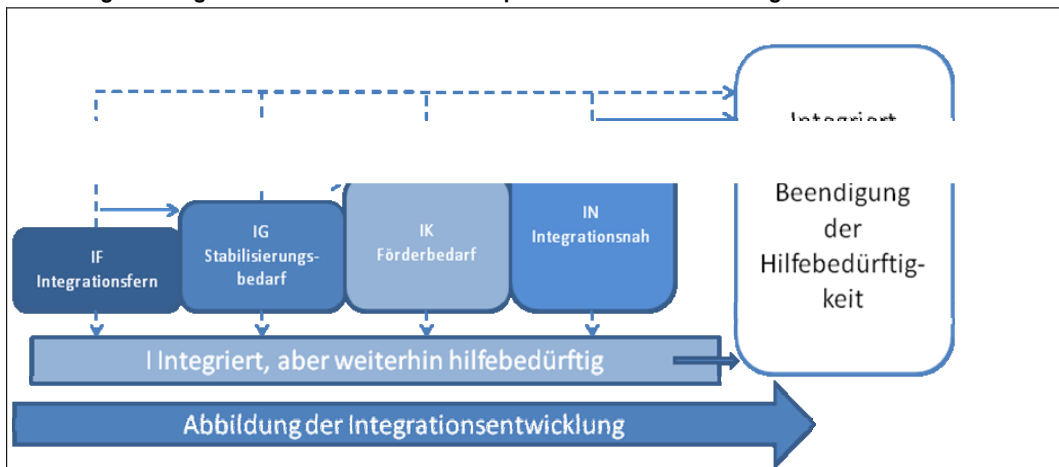 Integriert
Beendigung
der
Hilfebedürftig-
keit
IF
Integrationsfern
IG
Stabilisierungs-
bedarf
IK
Förderbedarf
IN
Integrationsnah
I Integriert, aber weiterhin hilfebedürftig
Abbildung der Integrationsentwicklung